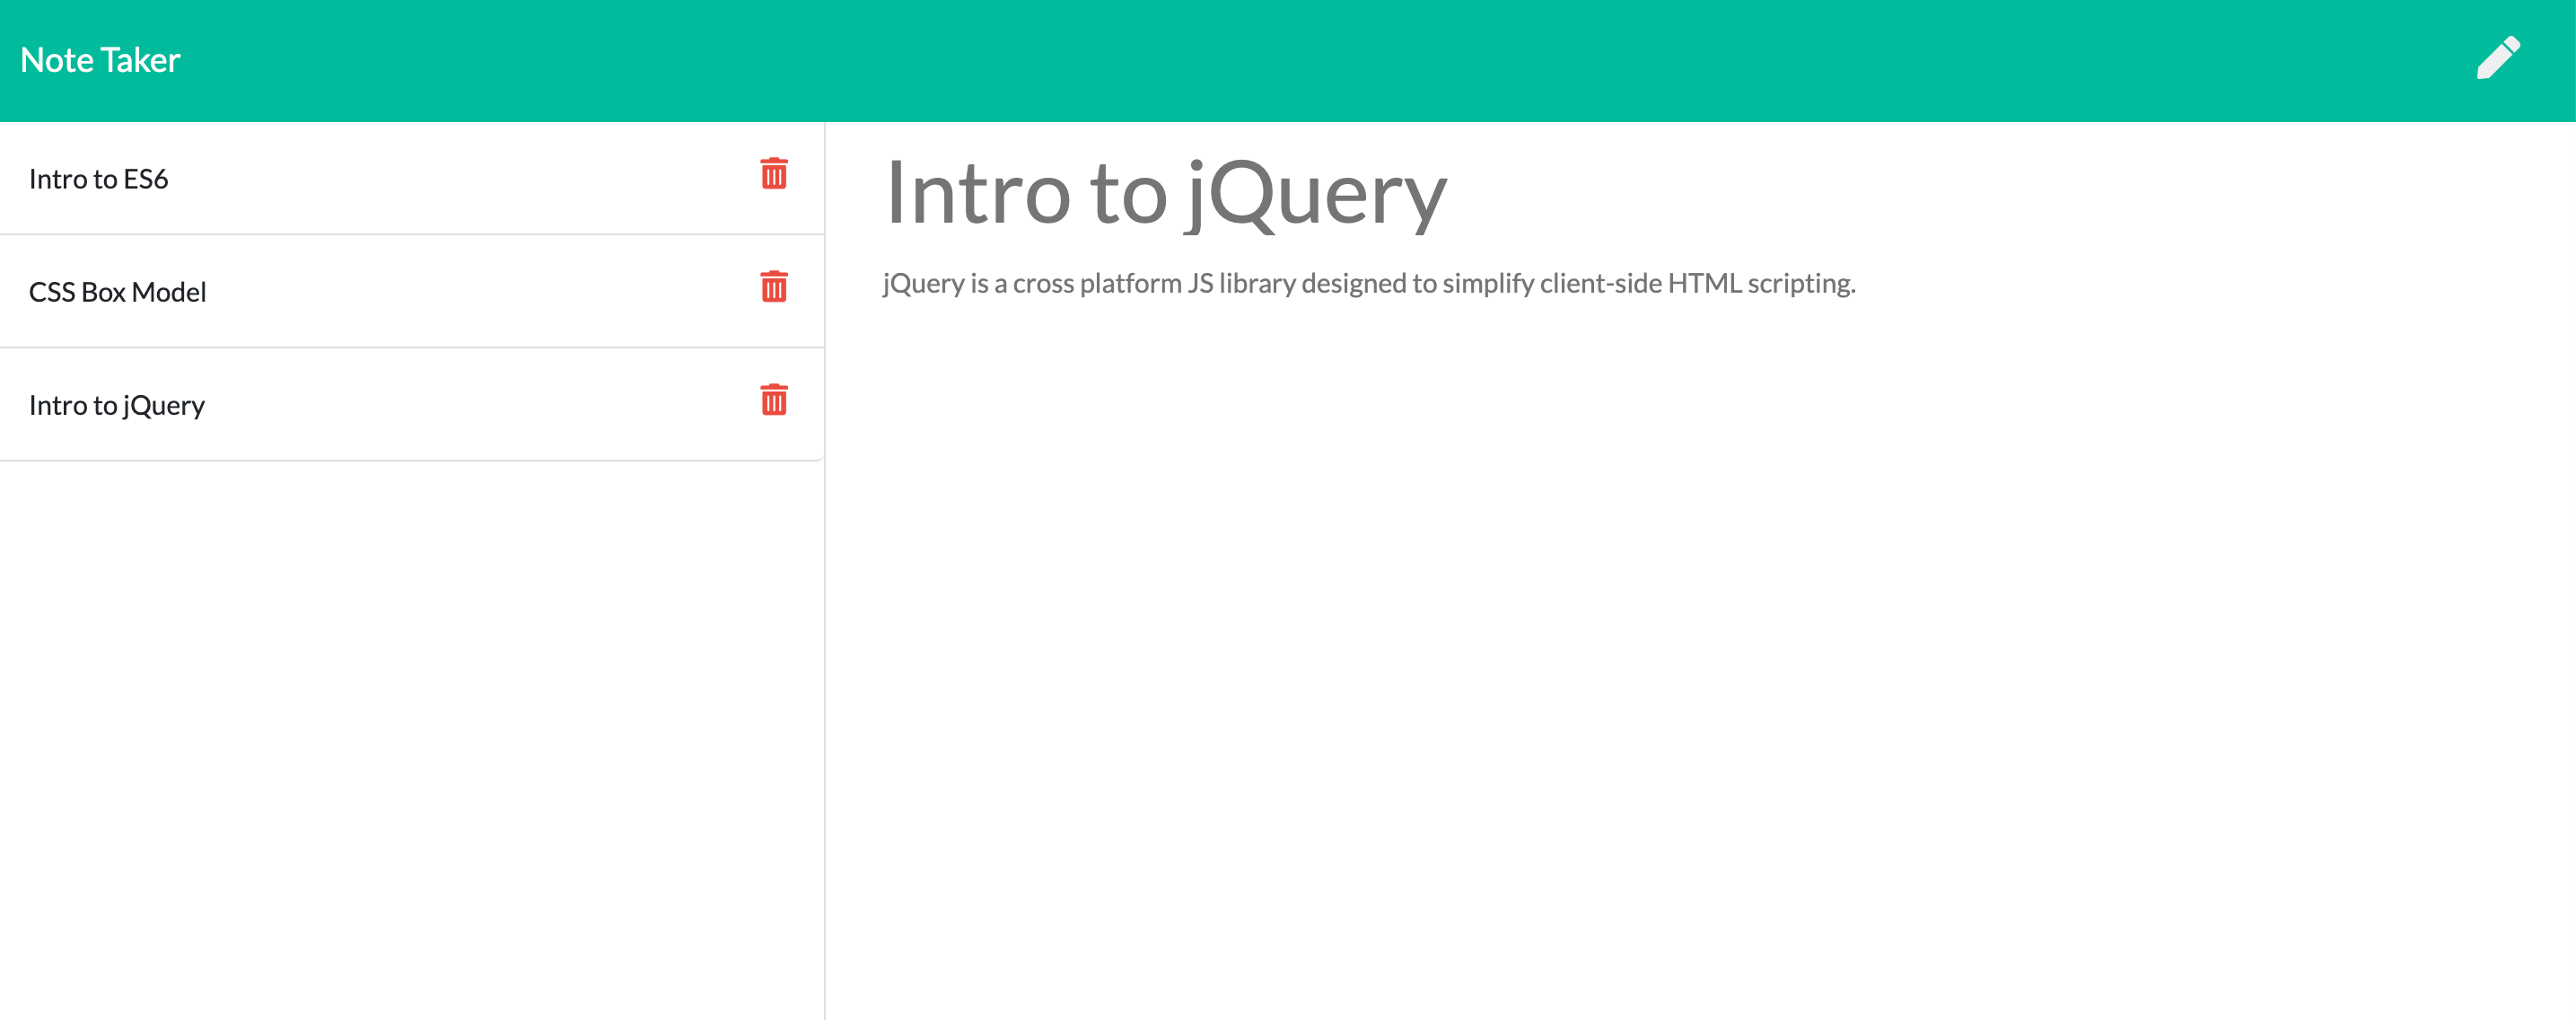 Note Taker
Intro to ES6
CSS Box Model
Intro to jQuery
Intro to jQuery
jQuery is a cross platform JS library designed to simplify client-side HTML scripting.